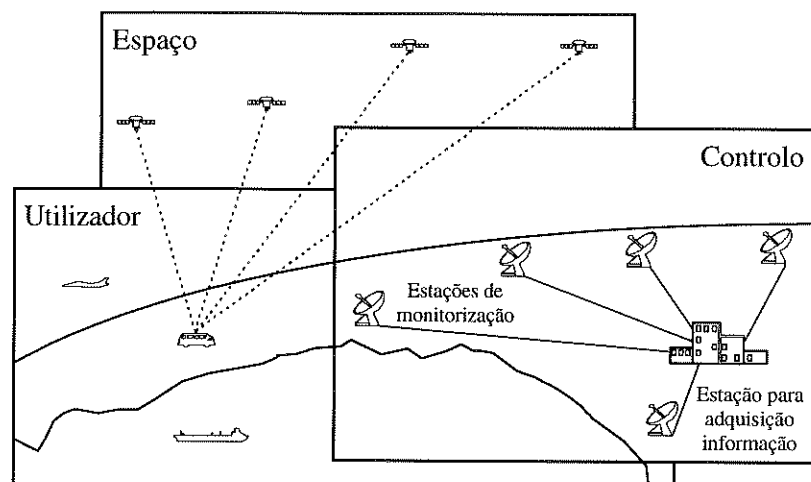 Espaço
Controlo
Utilizador
Estações de
monitorização
Estação para
adquisição
informação